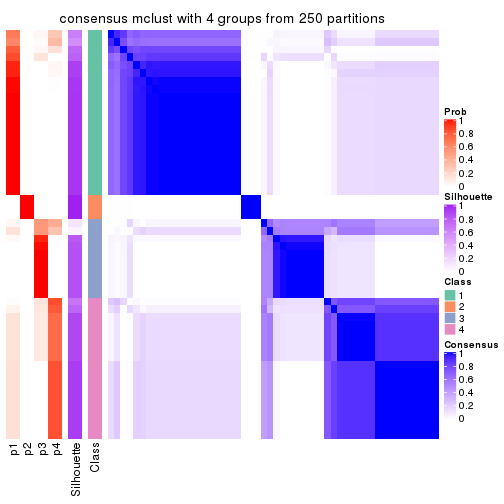 consensus mclust with 4 groups from 250 partitions
Prob
1
0.8
0.6
0.4
0.2
0
Silhouette
1
0.8
0.6
0.4
0.2
0
Class
1
2
3
4
Consensus
1
0.8
0.6
0.4
0.2
0
p1
p2
p3
p4
Silhouette
Class